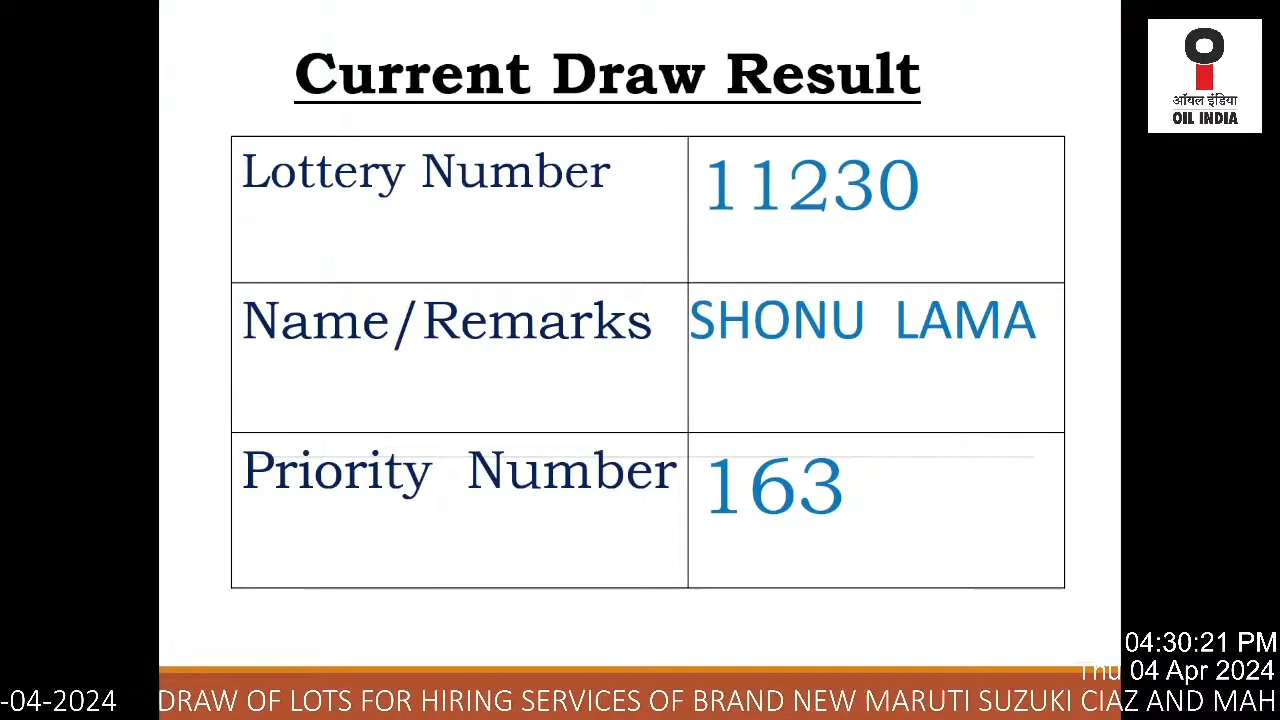 Current Draw Result
ऑयल इंडिया
OIL INDIA
Lottery Number 11230
Name/Remarks SHONU LAMA
Priority Number 163
04:30:21 PM
Thu 04 Apr 2024
-04-2024 DRAW OF LOTS FOR HIRING SERVICES OF BRAND NEW MARUTI SUZUKI CIAZ AND MAH